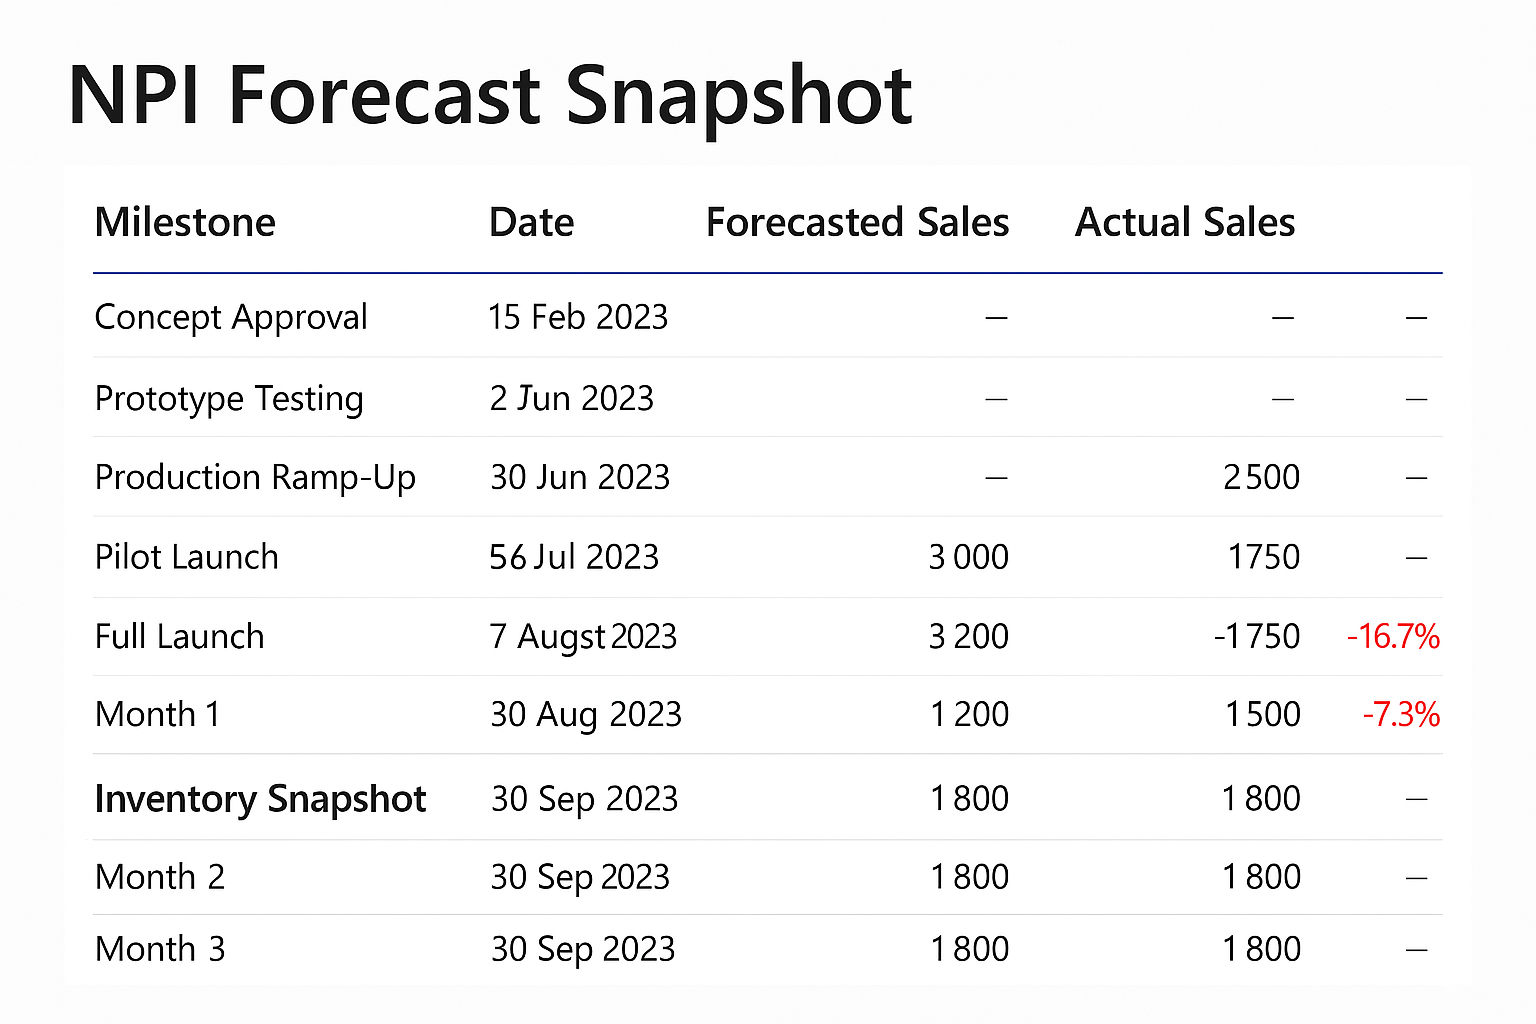 NPI Forecast Snapshot
Milestone Date Forecasted Sales Actual Sales
Concept Approval 15 Feb 2023 — — —
Prototype Testing 2 Jun 2023 — — —
Production Ramp-Up 30 Jun 2023 — 2 500 —
Pilot Launch 56 Jul 2023 3 000 1750 —
Full Launch 7 Augst 2023 3 200 -1750 -16.7%
Month 1 30 Aug 2023 1 200 1 500 -7.3%
Inventory Snapshot 30 Sep 2023 1 800 1 800 —
Month 2 30 Sep 2023 1 800 1 800 —
Month 3 30 Sep 2023 1 800 1 800 —